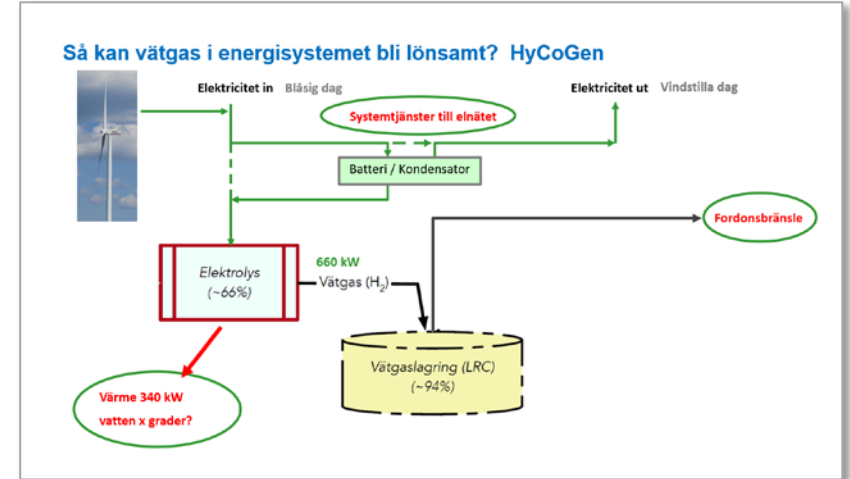 Så kan vätgas i energisystemet bli lönsamt? HyCoGen
Elektricitet in Blåsig dag
Elektricitet ut Vindstilla dag
Systemtjänster till elnätet
Batteri / Kondensator
Fordonsbränsle
660 kW
Elektrolys
(~66%)
Vätgas (H₂)
Vätgaslagring (LRC)
(~94%)
Värme 340 kW
vatten x grader?